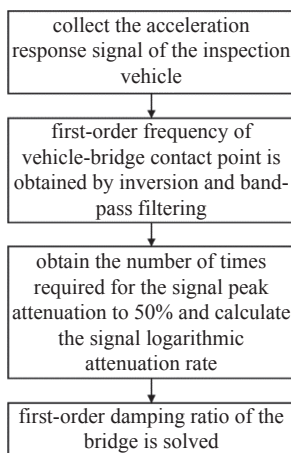 collect the acceleration
response signal of the inspection
vehicle
first-order frequency of
vehicle-bridge contact point is
obtained by inversion and band-
pass filtering
obtain the number of times
required for the signal peak
attenuation to 50% and calculate
the signal logarithmic
attenuation rate
first-order damping ratio of the
bridge is solved